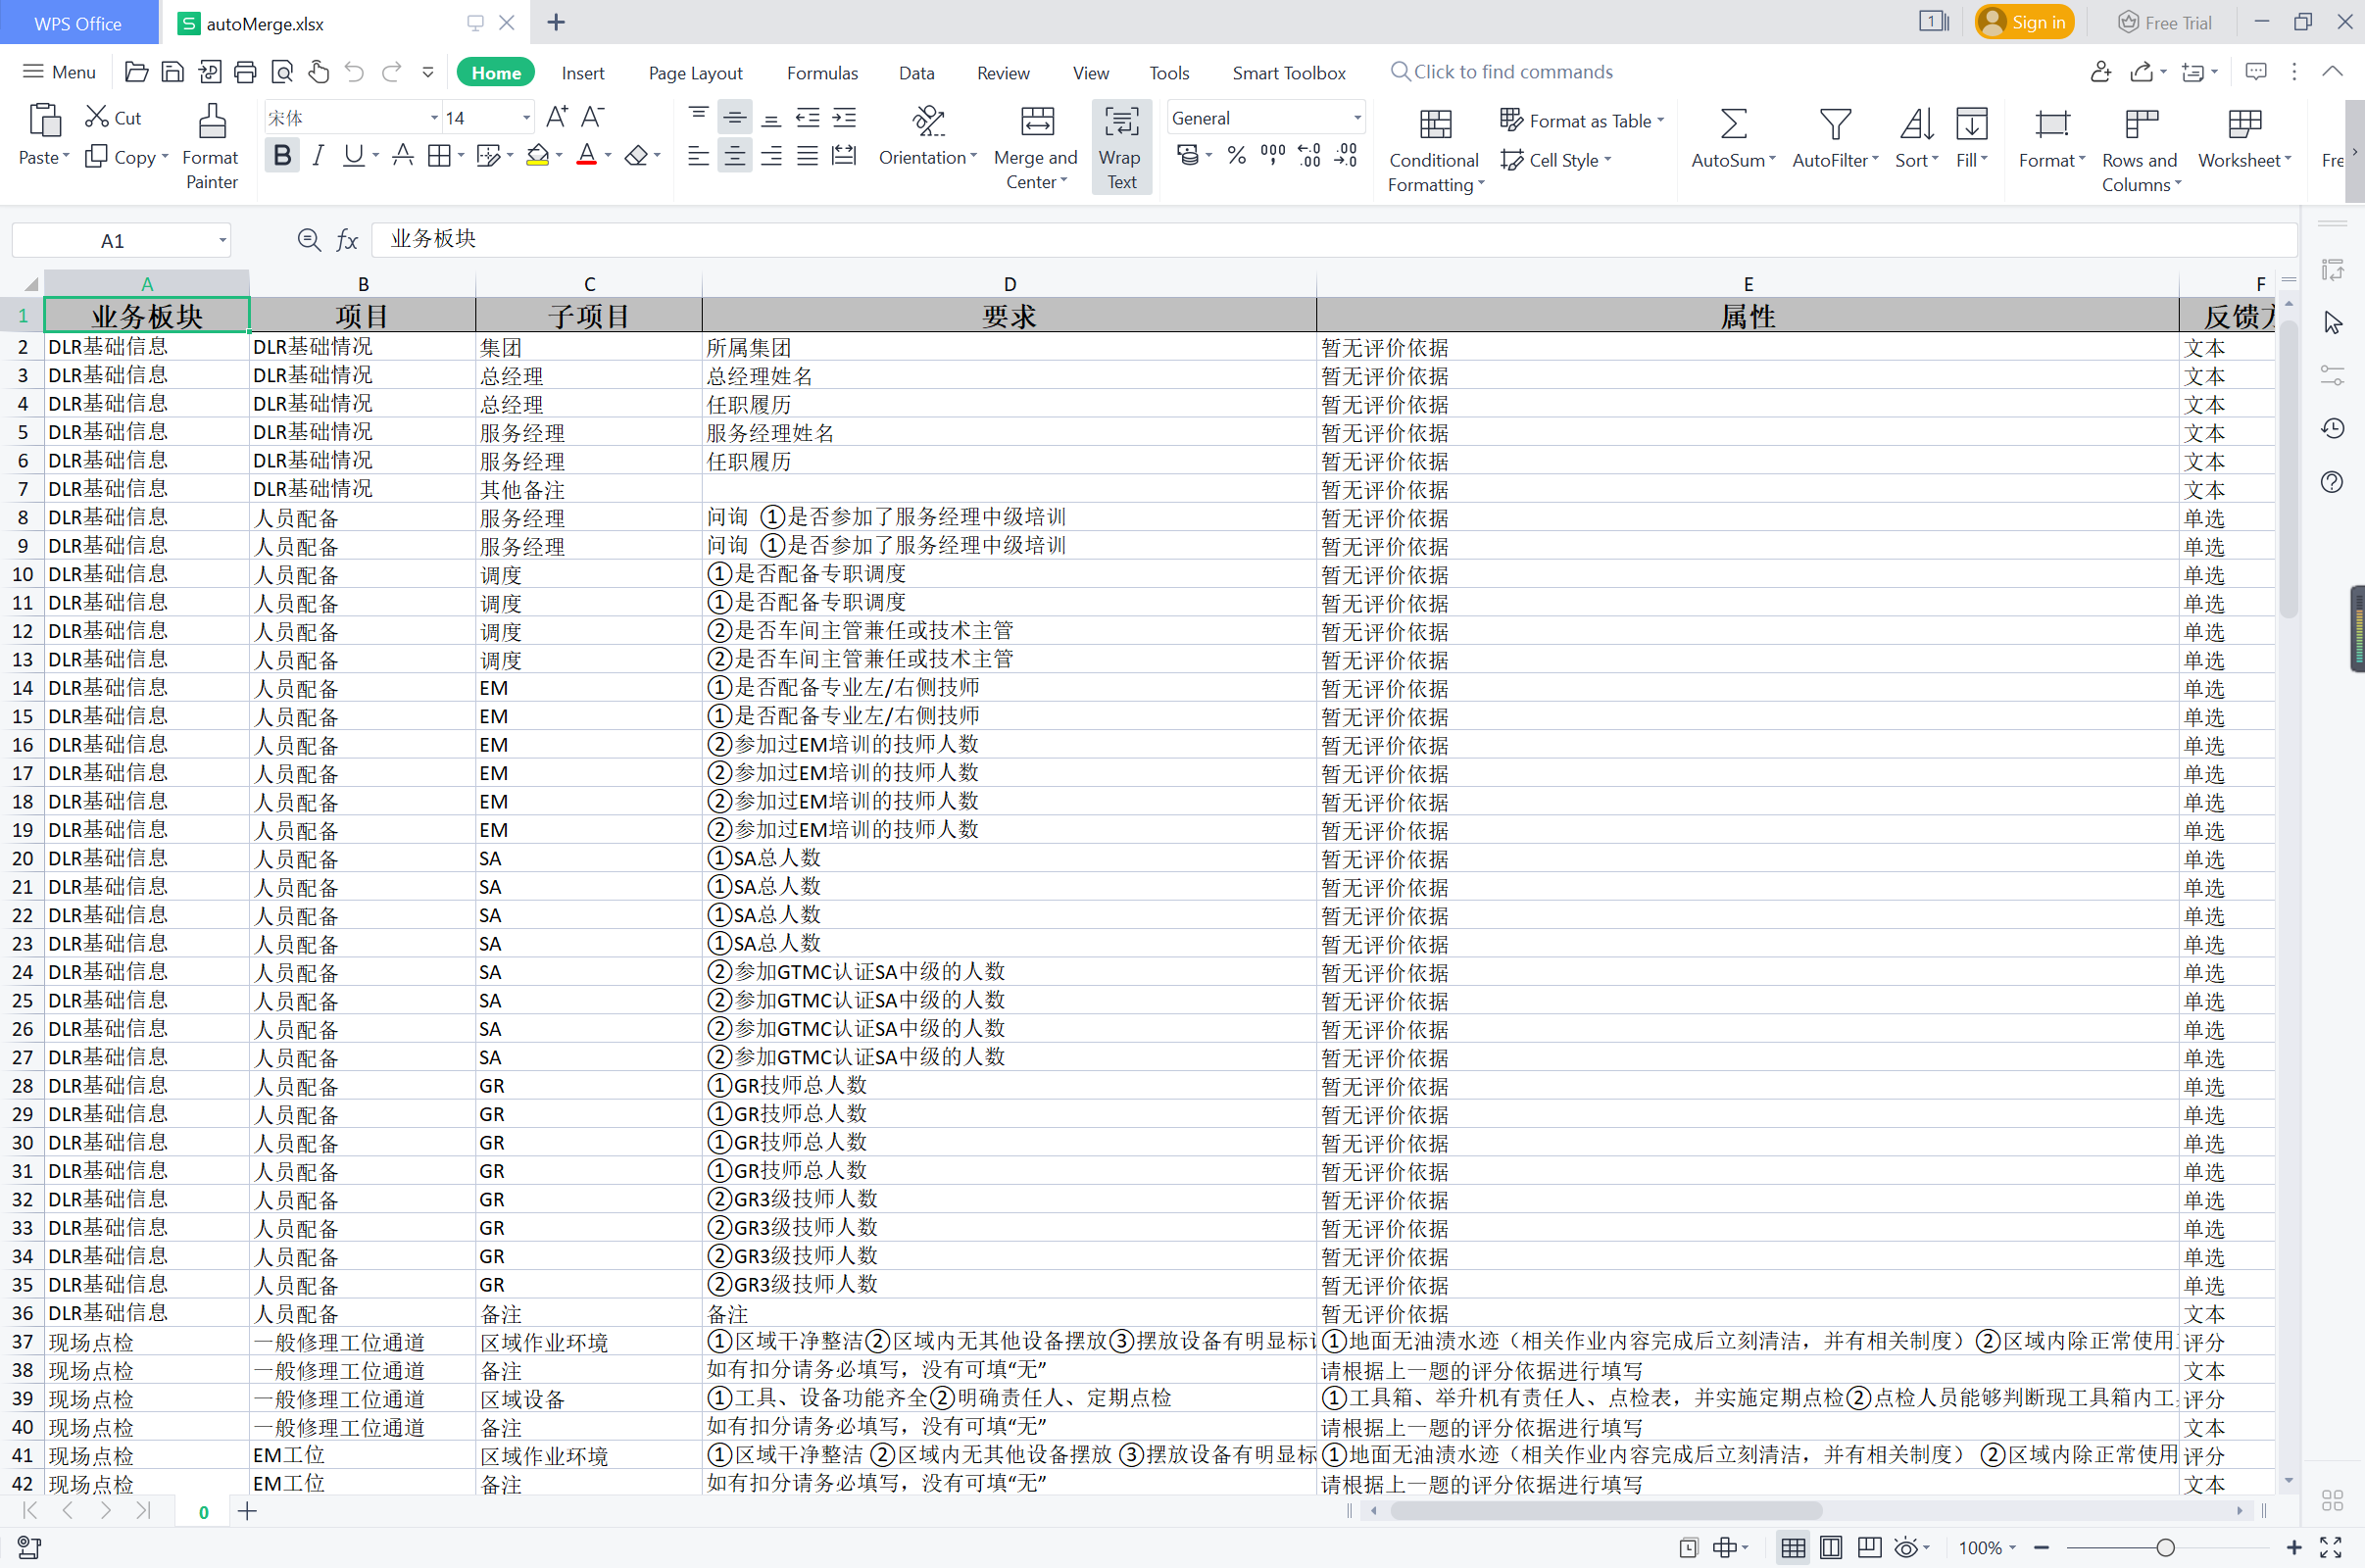 WPS Office autoMerge.xlsx 1 Sign in Free Trial
Menu Home Insert Page Layout Formulas Data Review View Tools Smart Toolbox Click to find commands
Paste Cut Copy Format Painter 宋体 14 Orientation Merge and Center Wrap Text General Conditional Formatting Format as Table Cell Style AutoSum AutoFilter Sort Fill Format Rows and Columns Worksheet Fre
A1 fx 业务板块
A B C D E F
1 业务板块 项目 子项目 要求 属性 反馈
2 DLR基础信息 DLR基础情况 集团 所属集团 暂无评价依据 文本
3 DLR基础信息 DLR基础情况 总经理 总经理姓名 暂无评价依据 文本
4 DLR基础信息 DLR基础情况 总经理 任职履历 暂无评价依据 文本
5 DLR基础信息 DLR基础情况 服务经理 服务经理姓名 暂无评价依据 文本
6 DLR基础信息 DLR基础情况 服务经理 任职履历 暂无评价依据 文本
7 DLR基础信息 DLR基础情况 其他备注 暂无评价依据 文本
8 DLR基础信息 人员配备 服务经理 问询 ①是否参加了服务经理中级培训 暂无评价依据 单选
9 DLR基础信息 人员配备 服务经理 问询 ①是否参加了服务经理中级培训 暂无评价依据 单选
10 DLR基础信息 人员配备 调度 ①是否配备专职调度 暂无评价依据 单选
11 DLR基础信息 人员配备 调度 ①是否配备专职调度 暂无评价依据 单选
12 DLR基础信息 人员配备 调度 ②是否车间主管兼任或技术主管 暂无评价依据 单选
13 DLR基础信息 人员配备 调度 ②是否车间主管兼任或技术主管 暂无评价依据 单选
14 DLR基础信息 人员配备 EM ①是否配备专业左/右侧技师 暂无评价依据 单选
15 DLR基础信息 人员配备 EM ①是否配备专业左/右侧技师 暂无评价依据 单选
16 DLR基础信息 人员配备 EM ②参加过EM培训的技师人数 暂无评价依据 单选
17 DLR基础信息 人员配备 EM ②参加过EM培训的技师人数 暂无评价依据 单选
18 DLR基础信息 人员配备 EM ②参加过EM培训的技师人数 暂无评价依据 单选
19 DLR基础信息 人员配备 EM ②参加过EM培训的技师人数 暂无评价依据 单选
20 DLR基础信息 人员配备 SA ①SA总人数 暂无评价依据 单选
21 DLR基础信息 人员配备 SA ①SA总人数 暂无评价依据 单选
22 DLR基础信息 人员配备 SA ①SA总人数 暂无评价依据 单选
23 DLR基础信息 人员配备 SA ①SA总人数 暂无评价依据 单选
24 DLR基础信息 人员配备 SA ②参加GTMC认证SA中级的人数 暂无评价依据 单选
25 DLR基础信息 人员配备 SA ②参加GTMC认证SA中级的人数 暂无评价依据 单选
26 DLR基础信息 人员配备 SA ②参加GTMC认证SA中级的人数 暂无评价依据 单选
27 DLR基础信息 人员配备 SA ②参加GTMC认证SA中级的人数 暂无评价依据 单选
28 DLR基础信息 人员配备 GR ①GR技师总人数 暂无评价依据 单选
29 DLR基础信息 人员配备 GR ①GR技师总人数 暂无评价依据 单选
30 DLR基础信息 人员配备 GR ①GR技师总人数 暂无评价依据 单选
31 DLR基础信息 人员配备 GR ①GR技师总人数 暂无评价依据 单选
32 DLR基础信息 人员配备 GR ②GR3级技师人数 暂无评价依据 单选
33 DLR基础信息 人员配备 GR ②GR3级技师人数 暂无评价依据 单选
34 DLR基础信息 人员配备 GR ②GR3级技师人数 暂无评价依据 单选
35 DLR基础信息 人员配备 GR ②GR3级技师人数 暂无评价依据 单选
36 DLR基础信息 人员配备 备注 备注 暂无评价依据 文本
37 现场点检 一般修理工位通道 区域作业环境 ①区域干净整洁②区域内无其他设备摆放③摆放设备有明显标 ①地面无油渍水迹（相关作业内容完成后立刻清洁，并有相关制度）②区域内除正常使用 评分
38 现场点检 一般修理工位通道 备注 如有扣分请务必填写，没有可填“无” 请根据上一题的评分依据进行填写 文本
39 现场点检 一般修理工位通道 区域设备 ①工具、设备功能齐全②明确责任人、定期点检 ①工具箱、举升机有责任人、点检表，并实施定期点检②点检人员能够判断现工具箱内工 评分
40 现场点检 一般修理工位通道 备注 如有扣分请务必填写，没有可填“无” 请根据上一题的评分依据进行填写 文本
41 现场点检 EM工位 区域作业环境 ①区域干净整洁 ②区域内无其他设备摆放 ③摆放设备有明显标 ①地面无油渍水迹（相关作业内容完成后立刻清洁，并有相关制度） ②区域内除正常使用 评分
42 现场点检 EM工位 备注 如有扣分请务必填写，没有可填“无” 请根据上一题的评分依据进行填写 文本
0
100%